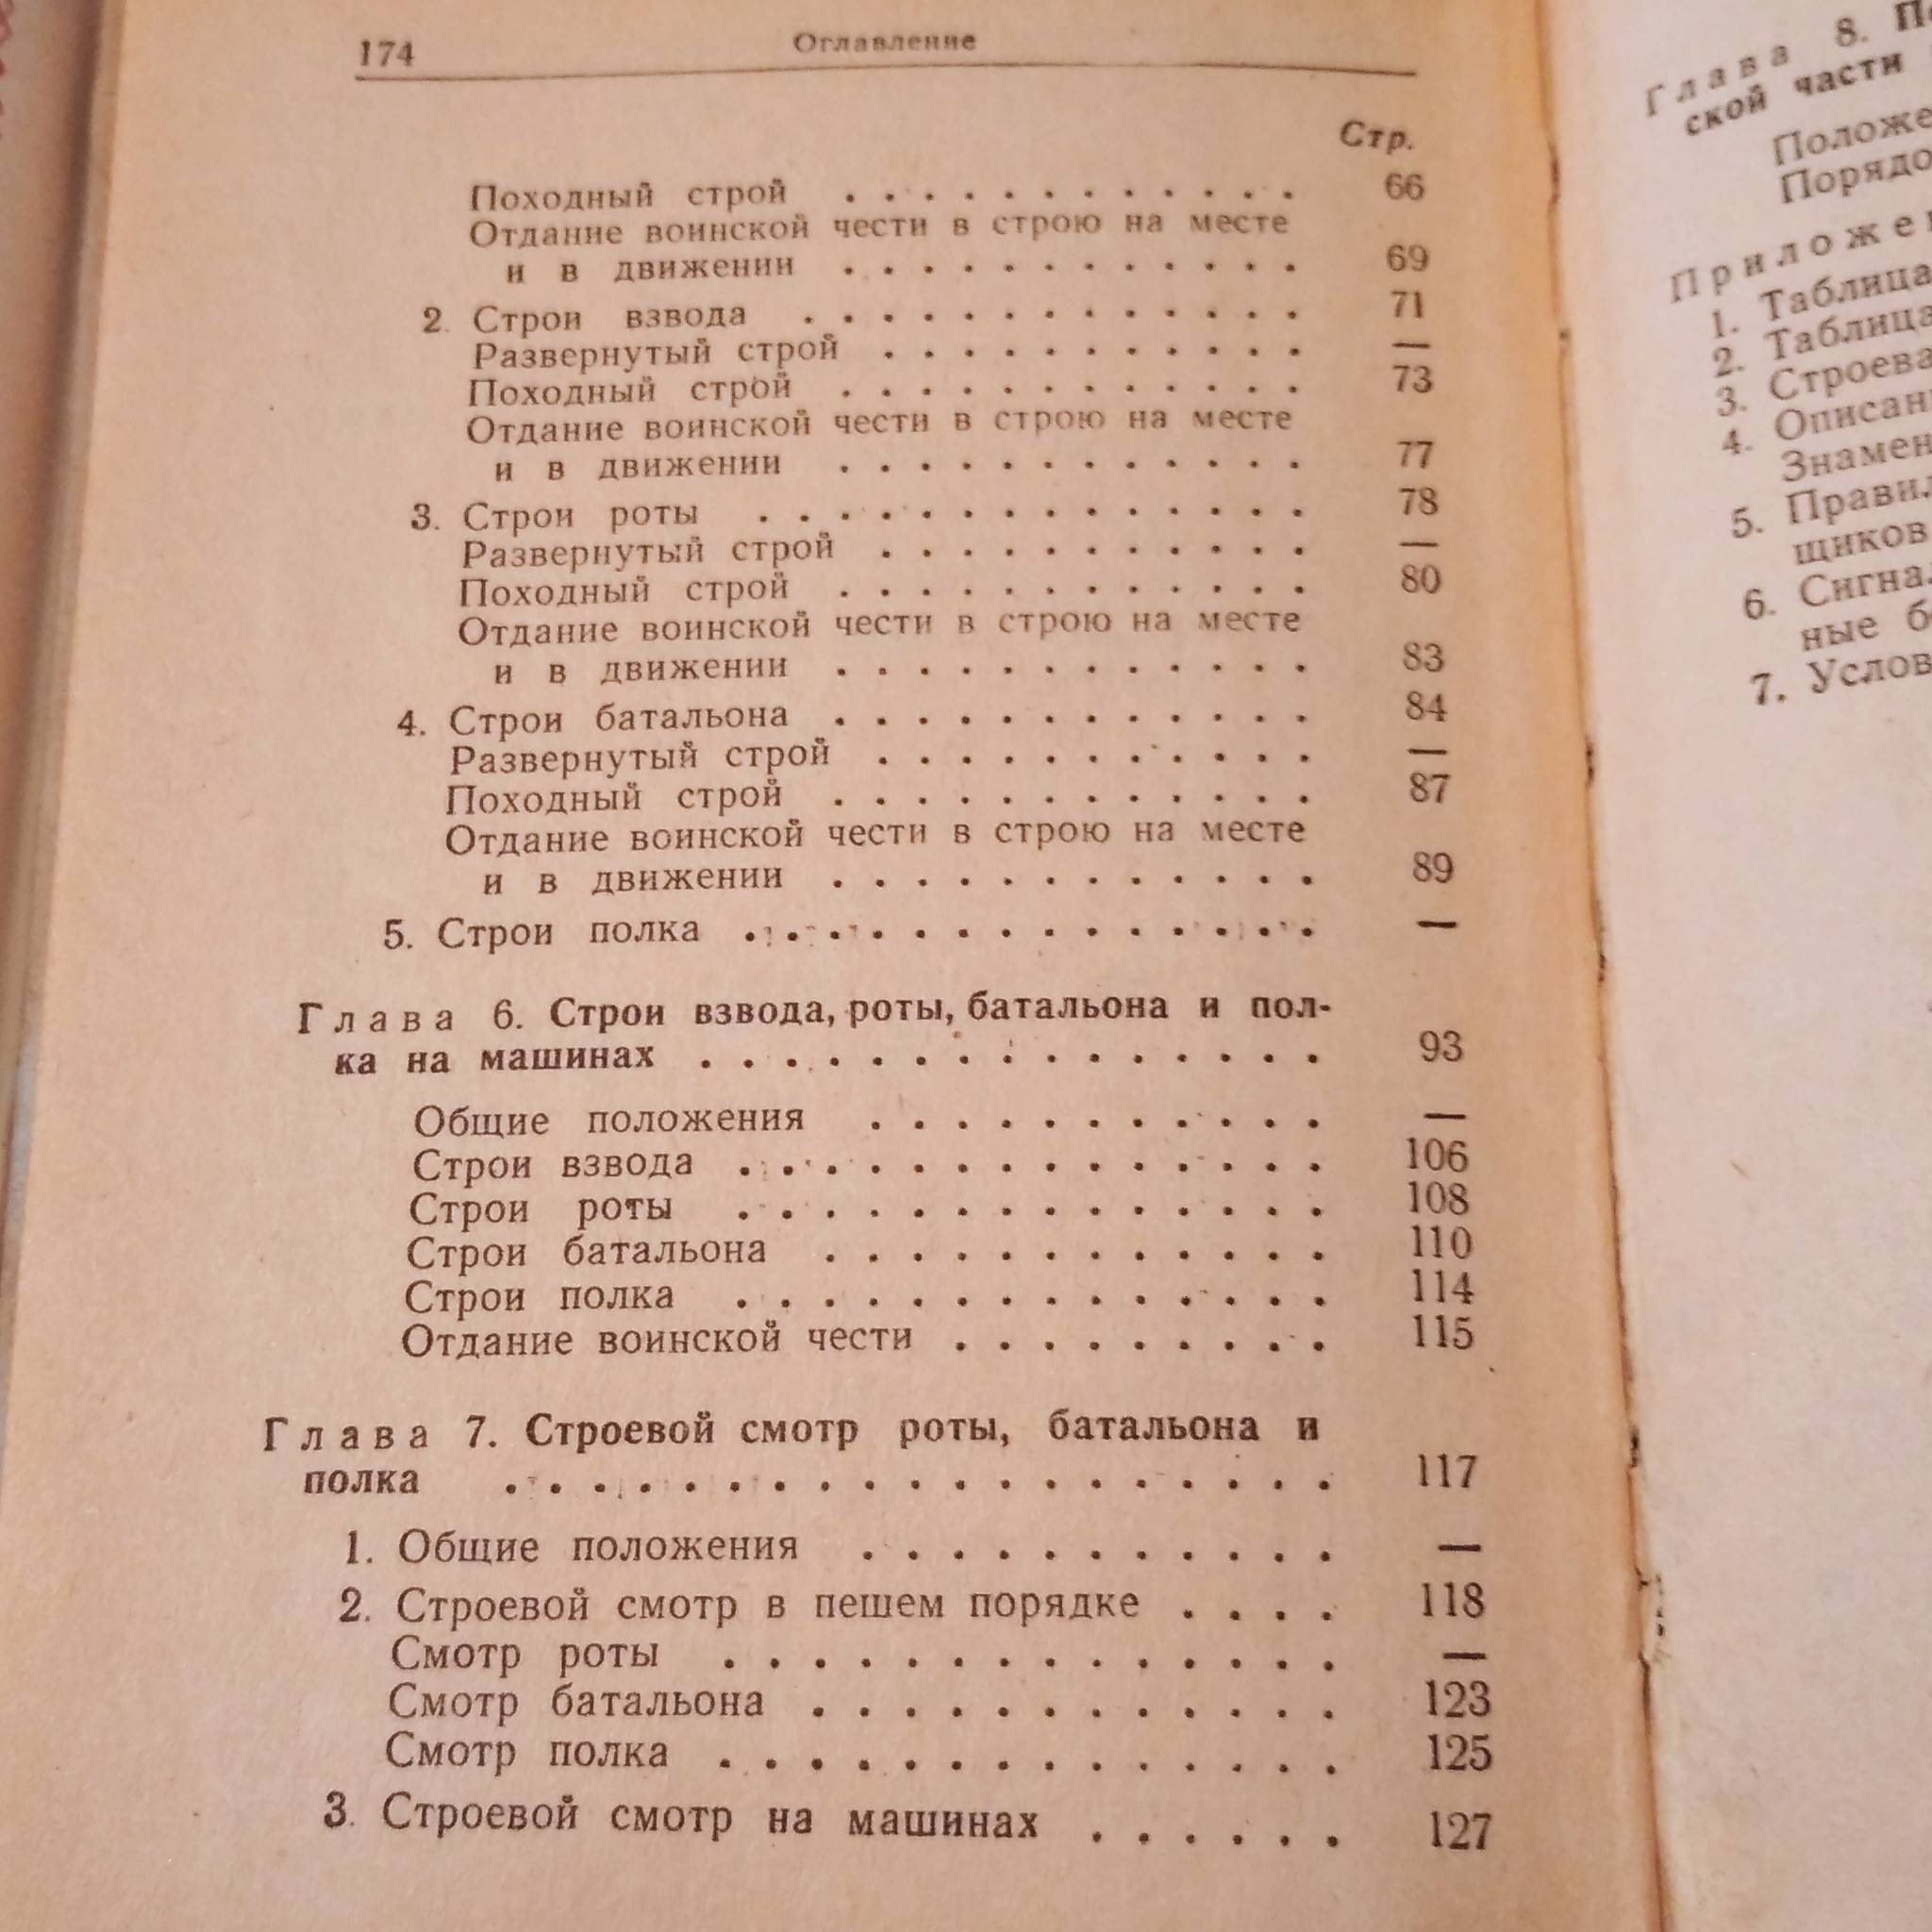 174 Оглавление
Стр.
Походный строй . . . . . . . . . . . . 66
Отдание воинской чести в строю на месте
и в движении . . . . . . . . . . . . 69
2. Строи взвода . . . . . . . . . . . . . 71
Развернутый строй . . . . . . . . . . . —
Походный строй . . . . . . . . . . . . 73
Отдание воинской чести в строю на месте
и в движении . . . . . . . . . . . . 77
3. Строи роты . . . . . . . . . . . . . . 78
Развернутый строй . . . . . . . . . . . —
Походный строй . . . . . . . . . . . . 80
Отдание воинской чести в строю на месте
и в движении . . . . . . . . . . . . 83
4. Строи батальона . . . . . . . . . . . . 84
Развернутый строй . . . . . . . . . . . —
Походный строй . . . . . . . . . . . . 87
Отдание воинской чести в строю на месте
и в движении . . . . . . . . . . . . 89
5. Строи полка . . . . . . . . . . . . . . —
Глава 6. Строи взвода, роты, батальона и пол-
ка на машинах . . . . . . . . . . . . . . . 93
Общие положения . . . . . . . . . . . —
Строи взвода . . . . . . . . . . . . . . 106
Строи роты . . . . . . . . . . . . . . 108
Строи батальона . . . . . . . . . . . . 110
Строи полка . . . . . . . . . . . . . . 114
Отдание воинской чести . . . . . . . . . 115
Глава 7. Строевой смотр роты, батальона и
полка . . . . . . . . . . . . . . . . . . . 117
1. Общие положения . . . . . . . . . . . —
2. Строевой смотр в пешем порядке . . . . 118
Смотр роты . . . . . . . . . . . . . . —
Смотр батальона . . . . . . . . . . . . 123
Смотр полка . . . . . . . . . . . . . . 125
3. Строевой смотр на машинах . . . . . . 127
Глава 8.
ской части
1. Таблица
2. Таблица
3.
4.
5.
щиков
6.
ные
7.